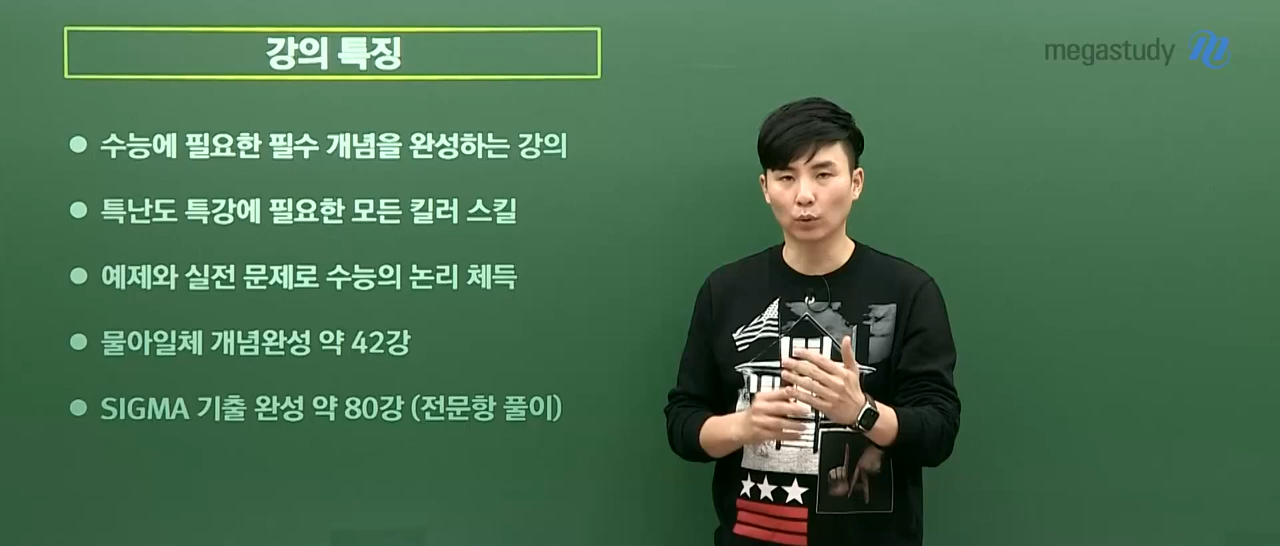 강의 특징
megastudy
수능에 필요한 필수 개념을 완성하는 강의
특난도 특강에 필요한 모든 킬러 스킬
예제와 실전 문제로 수능의 논리 체득
물아일체 개념완성 약 42강
SIGMA 기출 완성 약 80강 (전문항 풀이)